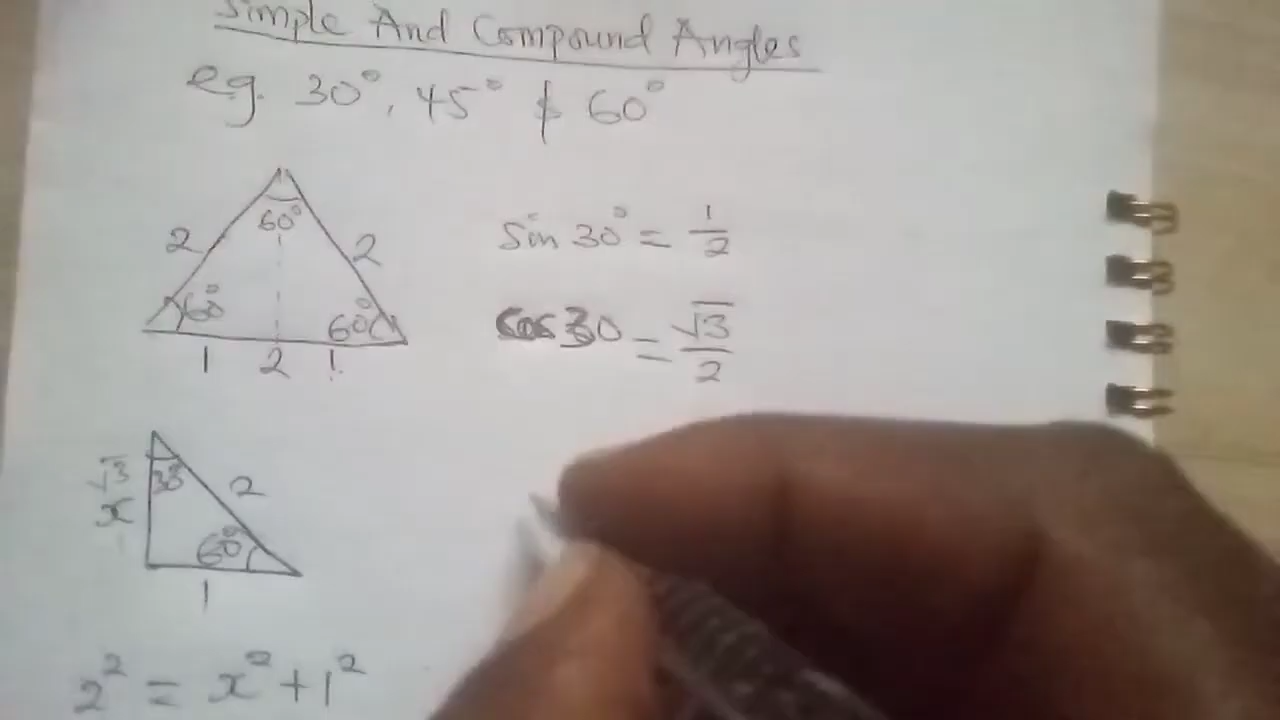 Simple And Compound Angles
e.g. 30°, 45° & 60°
60°
2 2
60° 60°
1 2 1
sin 30° = 1/2
cos 30 = √3/2
√3
x
30
2
60°
1
2² = x² + 1²